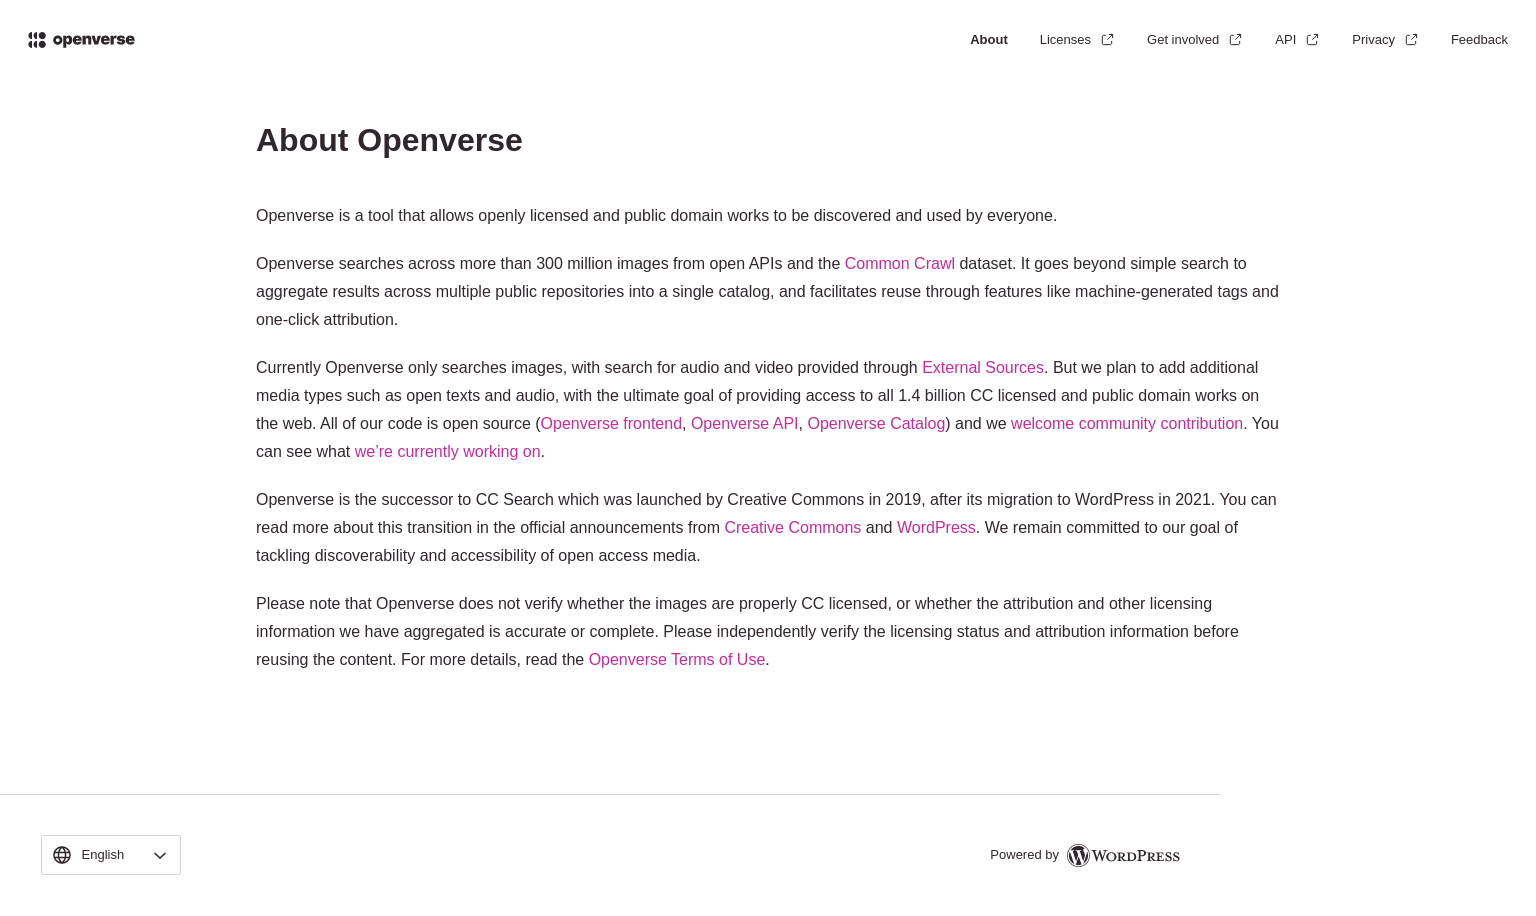 openverse
About
Licenses
Get involved
API
Privacy
Feedback
About Openverse
Openverse is a tool that allows openly licensed and public domain works to be discovered and used by everyone.
Openverse searches across more than 300 million images from open APIs and the Common Crawl dataset. It goes beyond simple search to
aggregate results across multiple public repositories into a single catalog, and facilitates reuse through features like machine-generated tags and
one-click attribution.
Currently Openverse only searches images, with search for audio and video provided through External Sources. But we plan to add additional
media types such as open texts and audio, with the ultimate goal of providing access to all 1.4 billion CC licensed and public domain works on
the web. All of our code is open source (Openverse frontend, Openverse API, Openverse Catalog) and we welcome community contribution. You
can see what we’re currently working on.
Openverse is the successor to CC Search which was launched by Creative Commons in 2019, after its migration to WordPress in 2021. You can
read more about this transition in the official announcements from Creative Commons and WordPress. We remain committed to our goal of
tackling discoverability and accessibility of open access media.
Please note that Openverse does not verify whether the images are properly CC licensed, or whether the attribution and other licensing
information we have aggregated is accurate or complete. Please independently verify the licensing status and attribution information before
reusing the content. For more details, read the Openverse Terms of Use.
English
Powered by WordPress